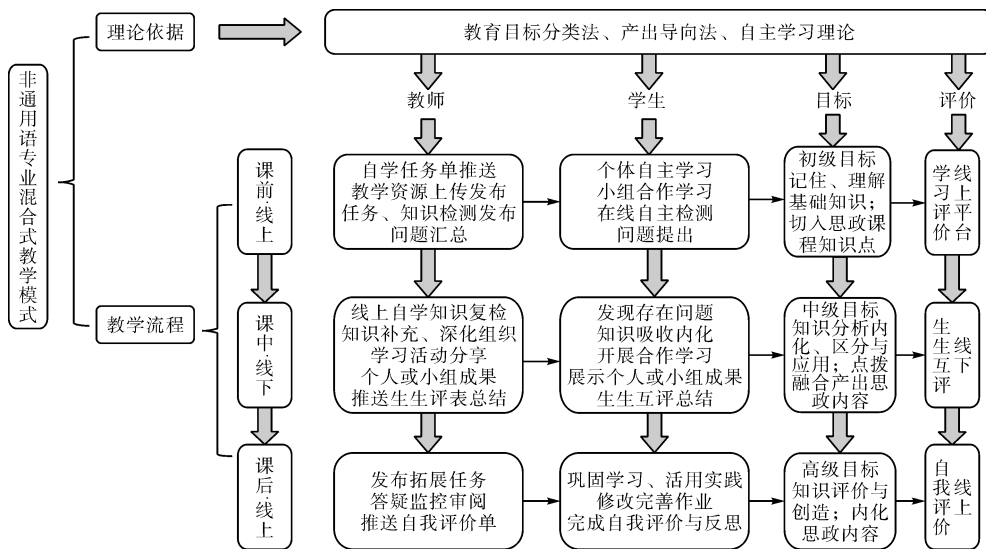 非通用语专业混合式教学模式
理论依据
教育目标分类法、产出导向法、自主学习理论
教师
学生
目标
评价
课前·线上
自学任务单推送
教学资源上传发布
任务、知识检测发布
问题汇总
个体自主学习
小组合作学习
在线自主检测
问题提出
初级目标
记住、理解
基础知识；
切入思政课
程知识点
线上平台
学习评价
教学流程
课中·线下
线上自学知识复检
知识补充、深化组织
学习活动分享
个人或小组成果
推送生生评表总结
发现存在问题
知识吸收内化
开展合作学习
展示个人或小组成果
生生互评总结
中级目标
知识分析内
化、区分与
应用；点拨
融合产出思
政内容
线下
生生互评
课后·线上
发布拓展任务
答疑监控审阅
推送自我评价单
巩固学习、活用实践
修改完善作业
完成自我评价与反思
高级目标
知识评价与
创造；内化
思政内容
线上
自我评价